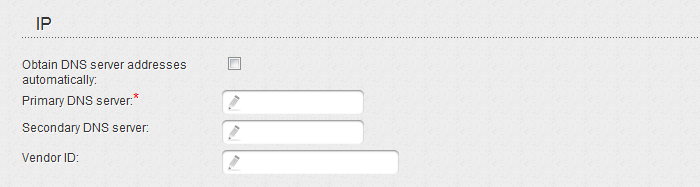 IP
Obtain DNS server addresses
automatically:
Primary DNS server:*
Secondary DNS server:
Vendor ID: